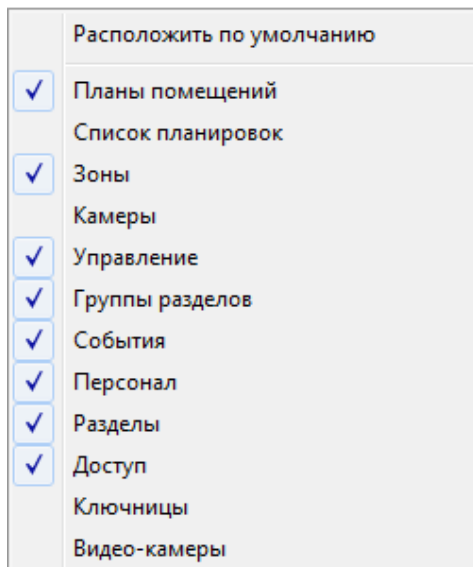 Расположить по умолчанию
Планы помещений
Список планировок
Зоны
Камеры
Управление
Группы разделов
События
Персонал
Разделы
Доступ
Ключницы
Видео-камеры